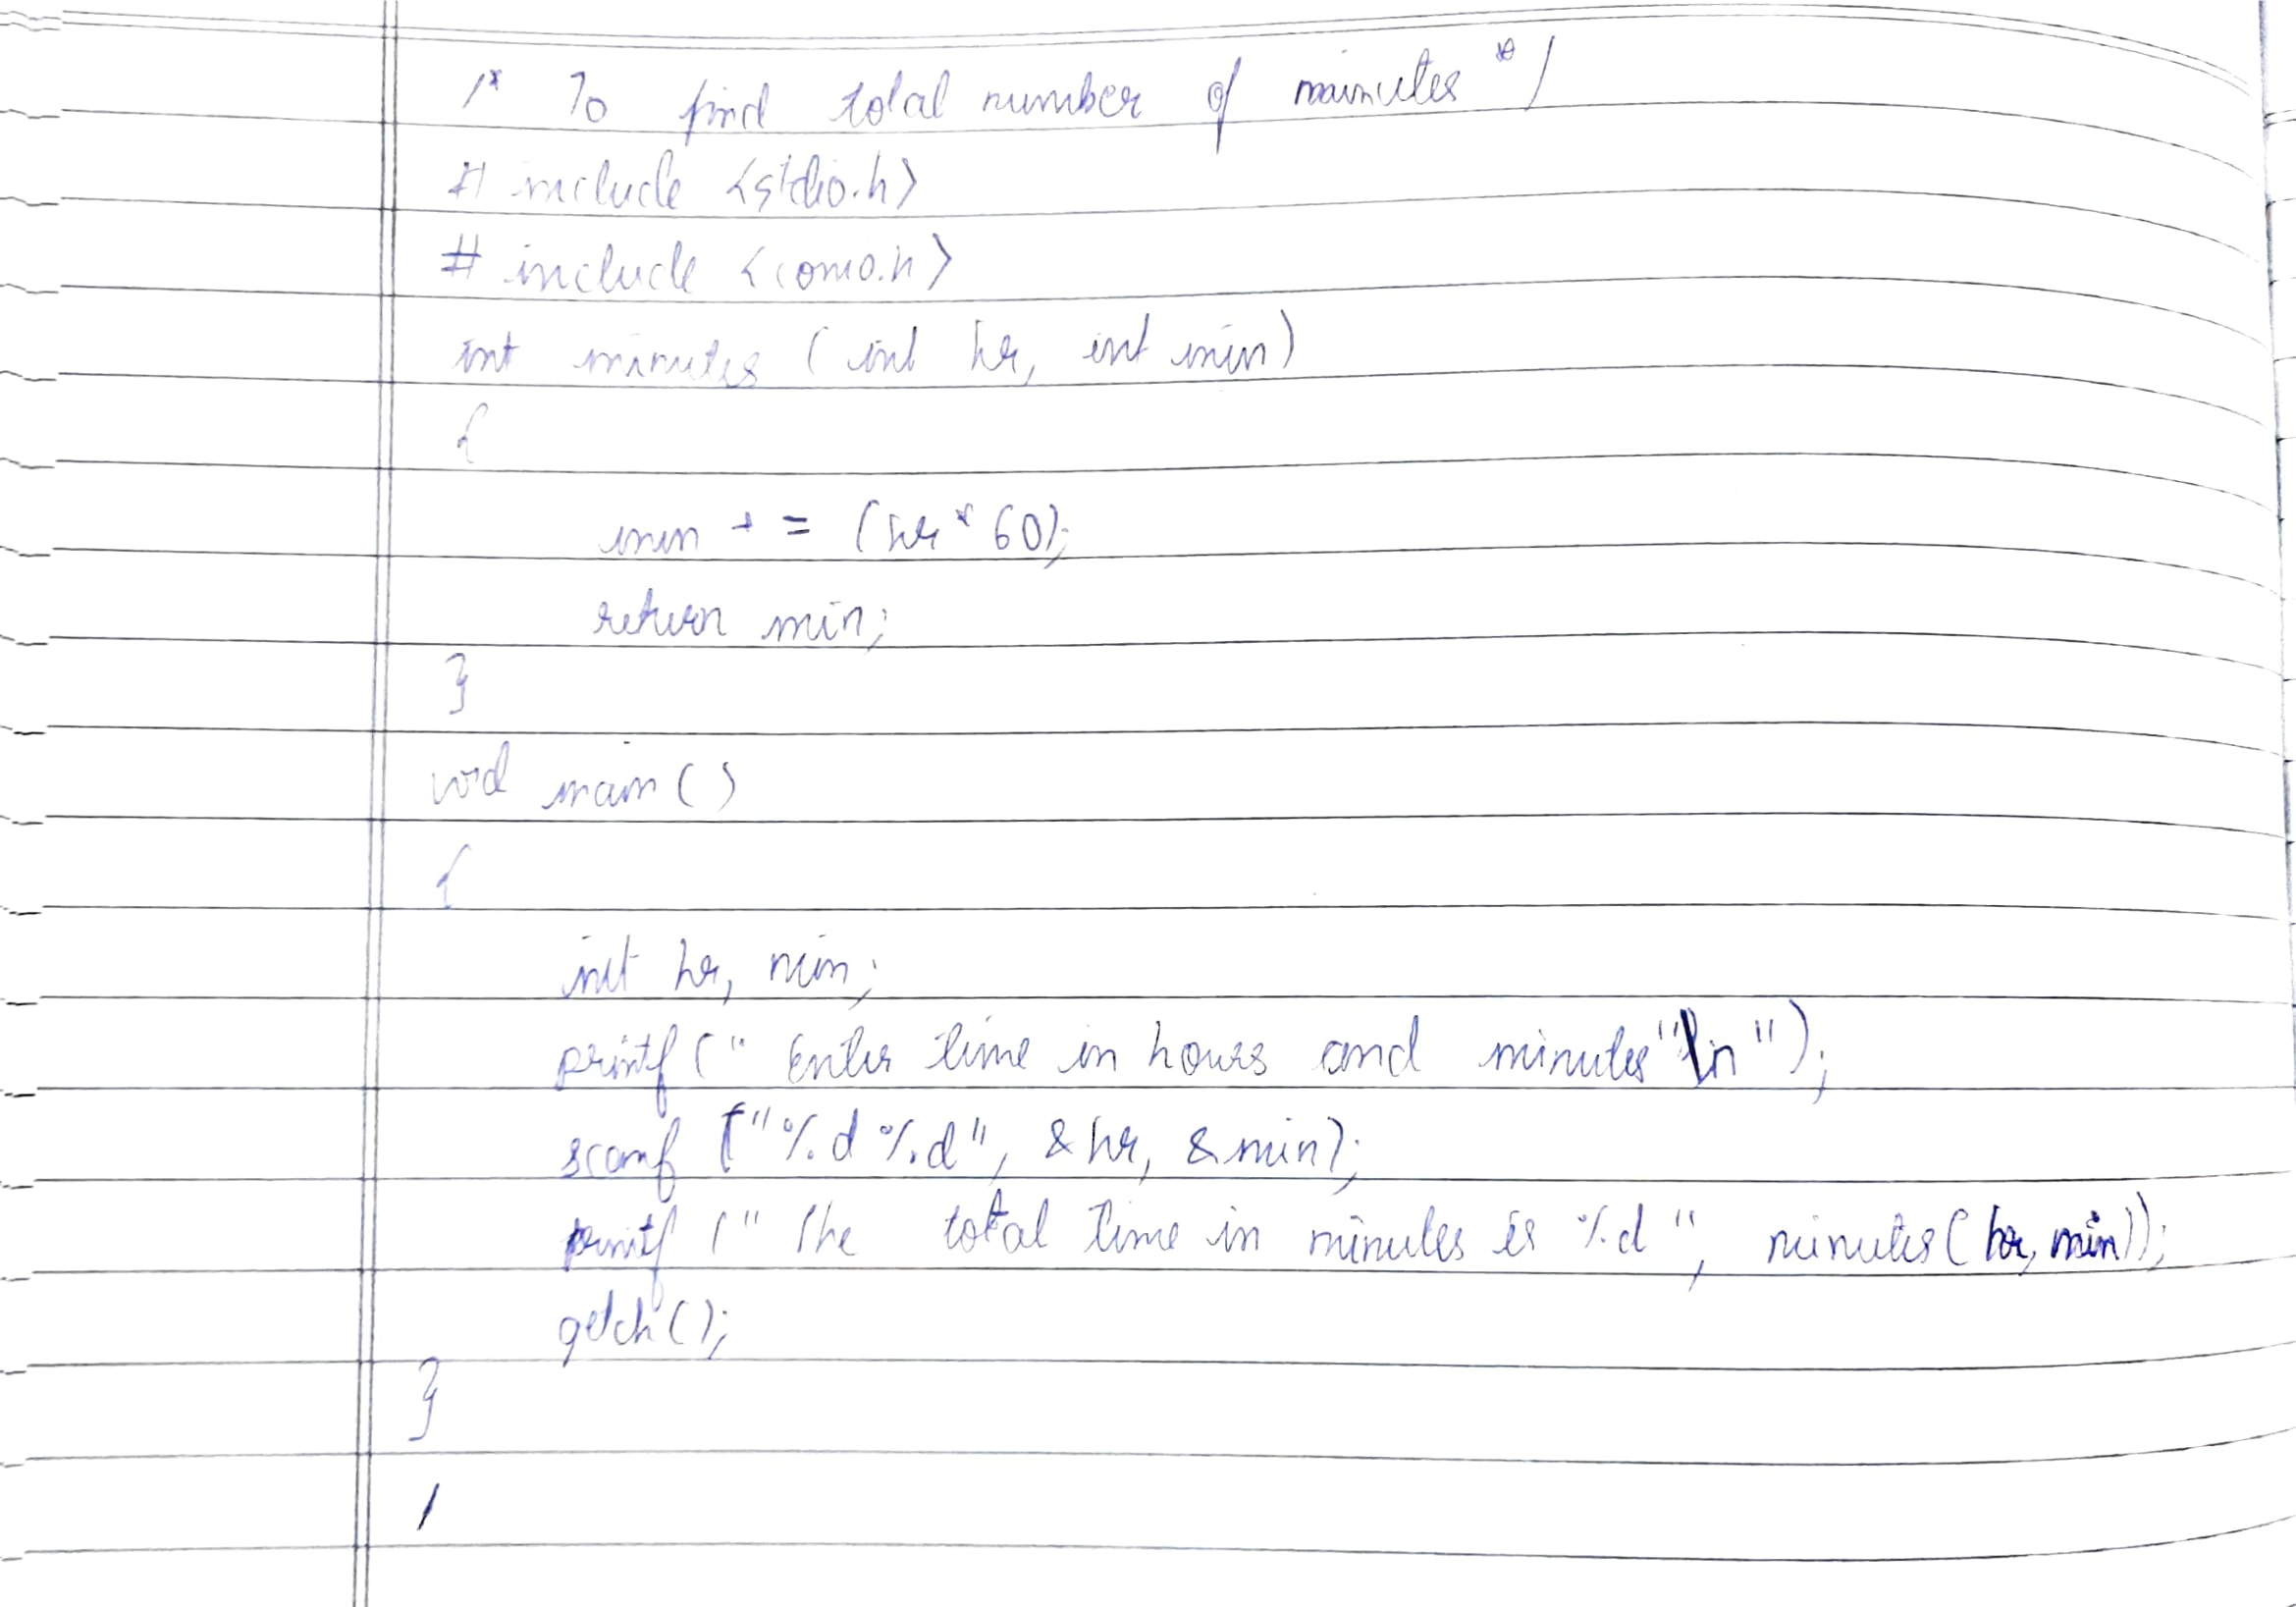 /* To find total number of minutes */
# include <stdio.h>
# include <conio.h>
int minutes ( int hr, int min)
{
min + = (hr * 60);
return min;
}
void main ( )
{
int hr, min;
printf (" Enter time in hours and minutes"\n ");
scanf ("%d %d", &hr, &min);
printf (" The total time in minutes is %d ", minutes( hr, min));
getch ( );
}
/